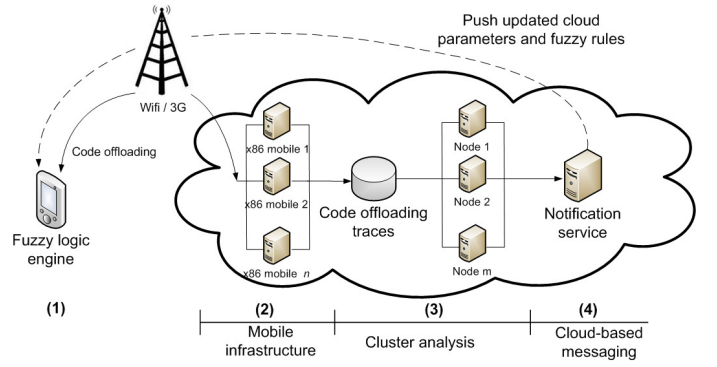 Push updated cloud
parameters and fuzzy rules
Wifi / 3G
Code offloading
x86 mobile 1
x86 mobile 2
x86 mobile n
Code offloading
traces
Node 1
Node 2
Node m
Notification
service
Fuzzy logic
engine
(1)
(2)
(3)
(4)
Mobile
infrastructure
Cluster analysis
Cloud-based
messaging